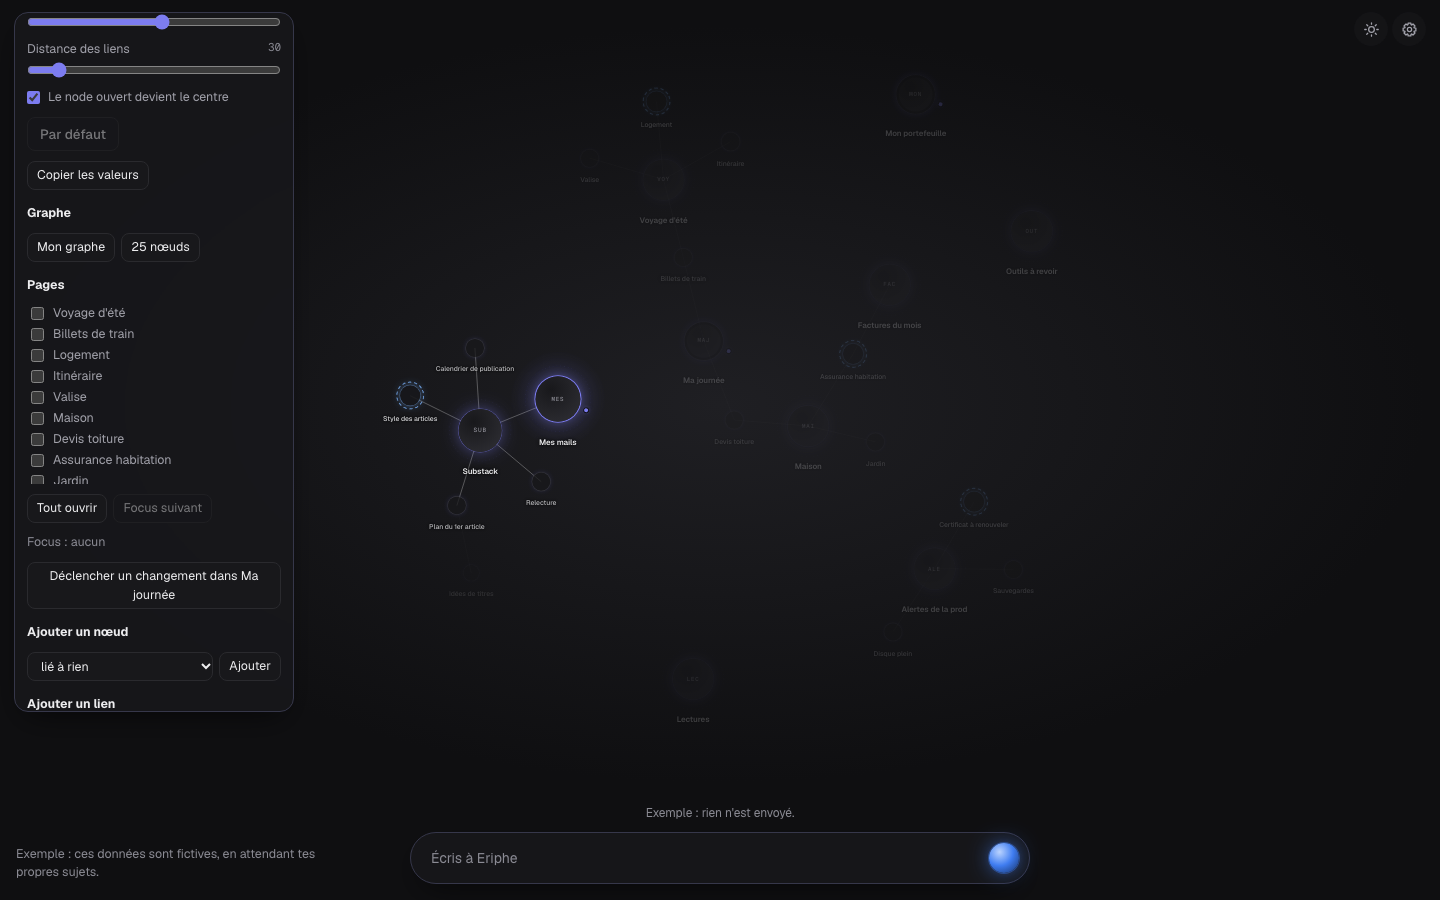 Distance des liens 30
Le node ouvert devient le centre
Par défaut
Copier les valeurs
Graphe
Mon graphe 25 nœuds
Pages
Voyage d'été
Billets de train
Logement
Itinéraire
Valise
Maison
Devis toiture
Assurance habitation
Jardin
Tout ouvrir Focus suivant
Focus : aucun
Déclencher un changement dans Ma
journée
Ajouter un nœud
lié à rien Ajouter
Ajouter un lien
Logement
Mon portefeuille
Itinéraire
Valise
Voyage d'été
Billets de train
Outils à revoir
Factures du mois
Ma journée
Assurance habitation
Calendrier de publication
Style des articles
MES
Mes mails
SUB
Substack
Devis toiture
Maison
Jardin
Relecture
Plan du 1er article
Certificat à renouveler
Idées de titres
Sauvegardes
Alertes de la prod
Disque plein
Lectures
Exemple : rien n'est envoyé.
Écris à Eriphe
Exemple : ces données sont fictives, en attendant tes
propres sujets.